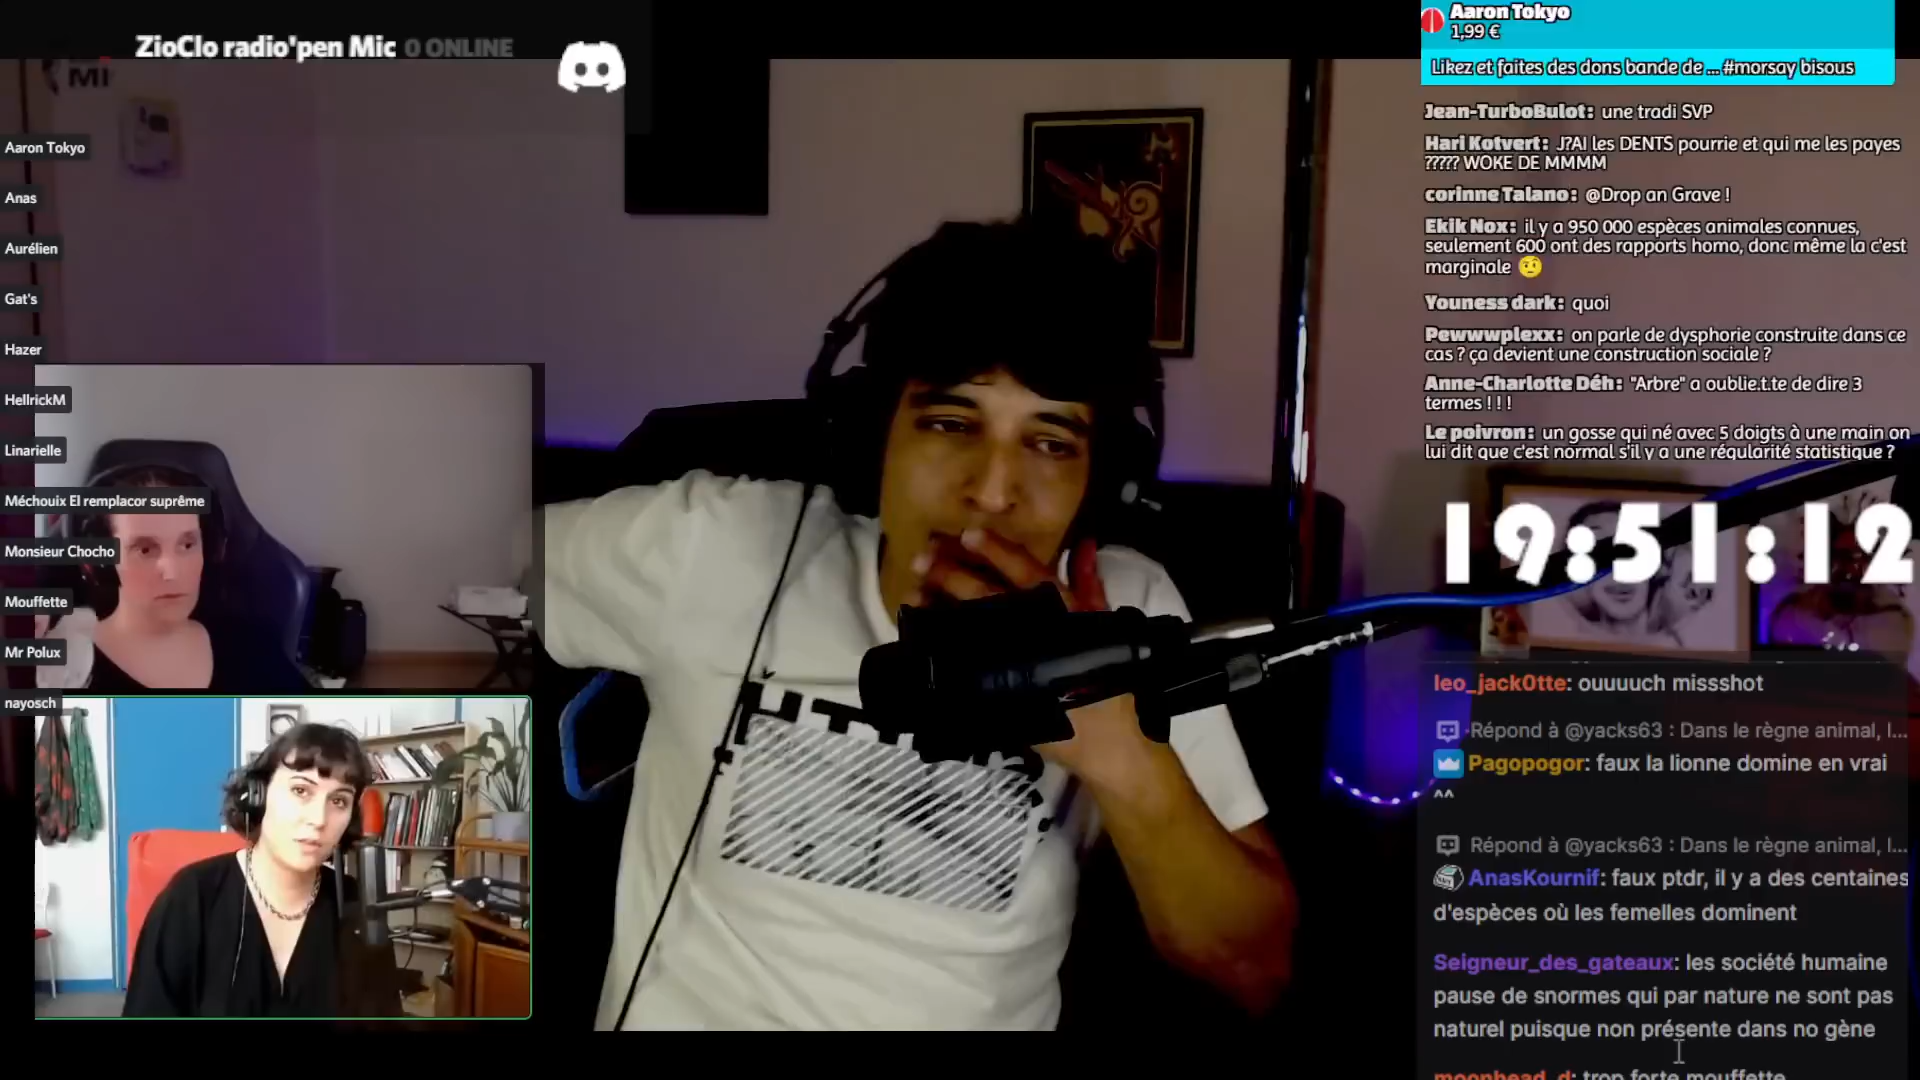 ZioClo radio'pen Mic 0 ONLINE
MI
Aaron Tokyo
Anas
Aurélien
Gat's
Hazer
HellrickM
Linarielle
Méchouix El remplacor suprême
Monsieur Chocho
Mouffette
Mr Polux
nayosch
Aaron Tokyo
1,99 €
Likez et faites des dons bande de ... #morsay bisous
Jean-TurboBulot: une tradi SVP
Hari Kotvert: J?AI les DENTS pourrie et qui me les payes
????? WOKE DE MMMM
corinne Talano: @Drop an Grave !
Ekik Nox: il y a 950 000 espèces animales connues,
seulement 600 ont des rapports homo, donc même la c'est
marginale 🤨
Youness dark: quoi
Pewwwplexx: on parle de dysphorie construite dans ce
cas ? ça devient une construction sociale ?
Anne-Charlotte Déh: "Arbre" a oublie.t.te de dire 3
termes ! ! !
Le poivron: un gosse qui né avec 5 doigts à une main on
lui dit que c'est normal s'il y a une régularité statistique ?
19:51:12
leo_jack0tte: ouuuuch missshot
Répond à @yacks63 : Dans le règne animal, l...
Pagopogor: faux la lionne domine en vrai
^^
Répond à @yacks63 : Dans le règne animal, l...
AnasKournif: faux ptdr, il y a des centaines
d'espèces où les femelles dominent
Seigneur_des_gateaux: les société humaine
pause de snormes qui par nature ne sont pas
naturel puisque non présente dans no gène
moonhead_d: trop forte mouffette